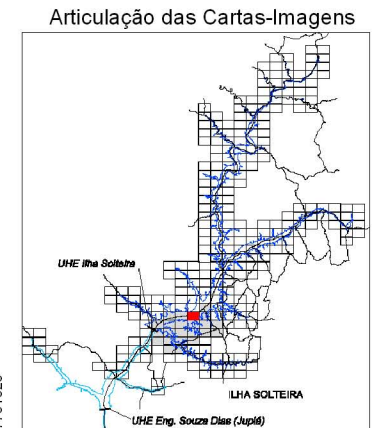 Articulação das Cartas-Imagens
UHE Ilha Solteira
ILHA SOLTEIRA
UHE Eng. Souza Dias (Jupiá)